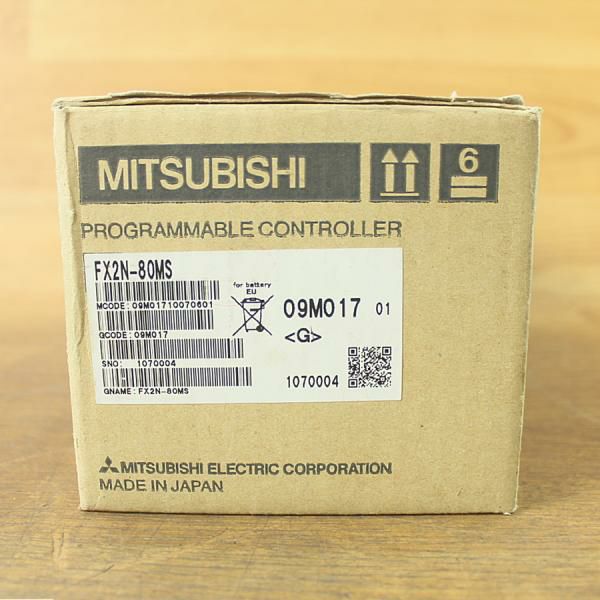 MITSUBISHI
6
PROGRAMMABLE CONTROLLER
FX2N-80MS
for battery
EU
MCODE: 09M01710070601
09M017 01
<G>
QCODE: 09M017
SNO: 1070004
1070004
GNAME: FX2N-80MS
MITSUBISHI ELECTRIC CORPORATION
MADE IN JAPAN